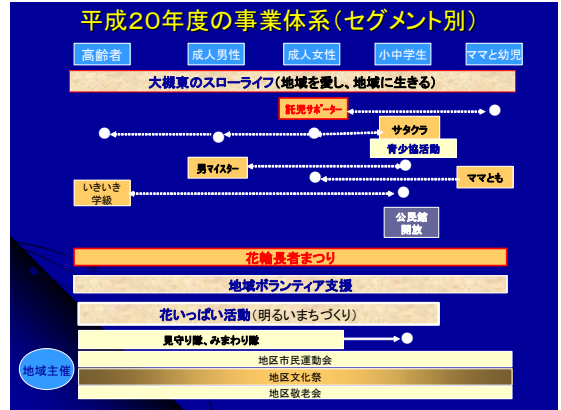 平成20年度の事業体系(セグメント別)
高齢者
成人男性
成人女性
小中学生
ママと幼児
大槻東のスローライフ(地域を愛し、地域に生きる)
託児サポーター
サタクラ
青少協活動
男マイスター
ママとも
いきいき
学級
公民館
開放
花輪長者まつり
地域ボランティア支援
花いっぱい活動(明るいまちづくり)
見守り隊、みまわり隊
地域主催
地区市民運動会
地区文化祭
地区敬老会